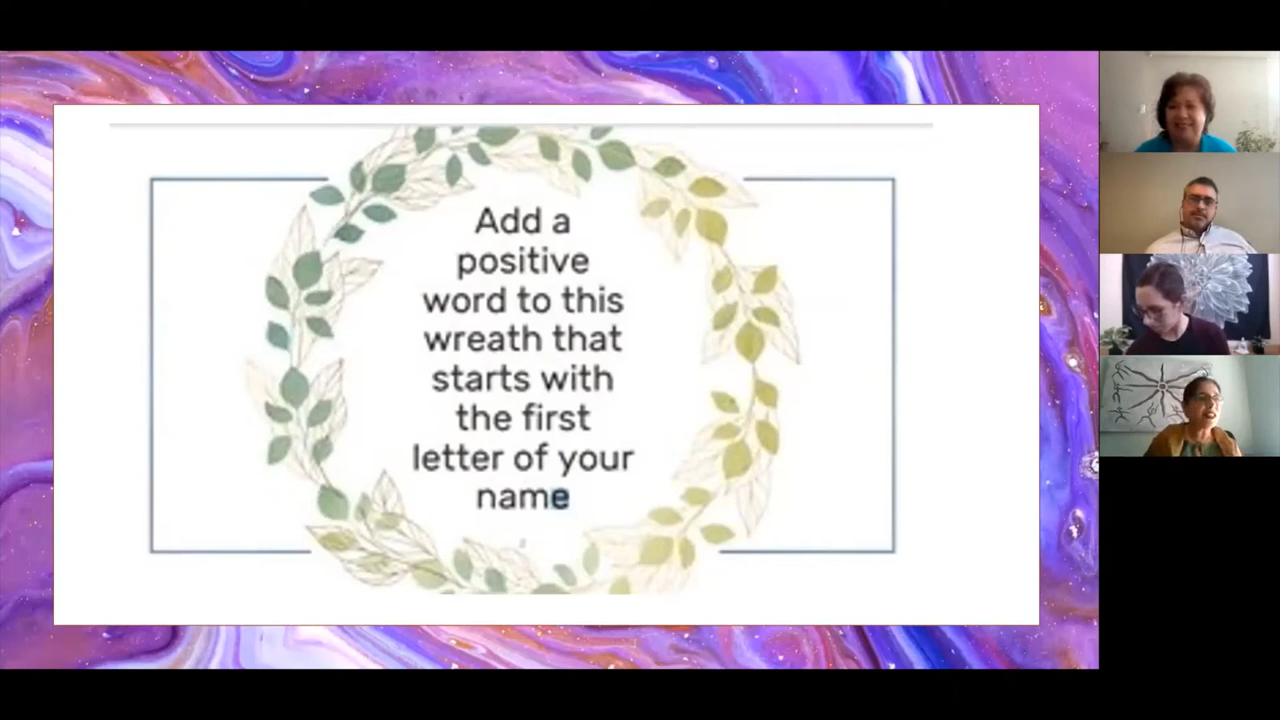 Add a
positive
word to this
wreath that
starts with
the first
letter of your
name